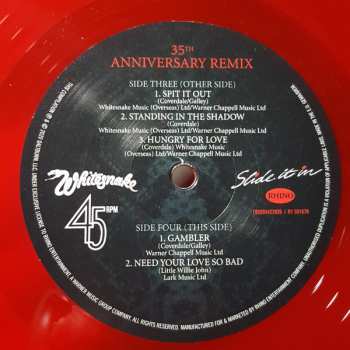 35th
ANNIVERSARY REMIX
SIDE THREE (OTHER SIDE)
1. SPIT IT OUT
(Coverdale/Galley)
Whitesnake Music (Overseas) Ltd/Warner Chappell Music Ltd
2. STANDING IN THE SHADOW
(Coverdale)
Whitesnake Music (Overseas) Ltd/Warner Chappell Music Ltd
3. HUNGRY FOR LOVE
(Coverdale) Whitesnake Music
(Overseas) Ltd/Warner Chappell Music Ltd
Whitesnake
Slide it in
45 RPM
RHINO
SIDE FOUR (THIS SIDE)
1. GAMBLER
(Coverdale/Galley)
Warner Chappell Music Ltd
2. NEED YOUR LOVE SO BAD
(Little Willie John)
Lark Music Ltd